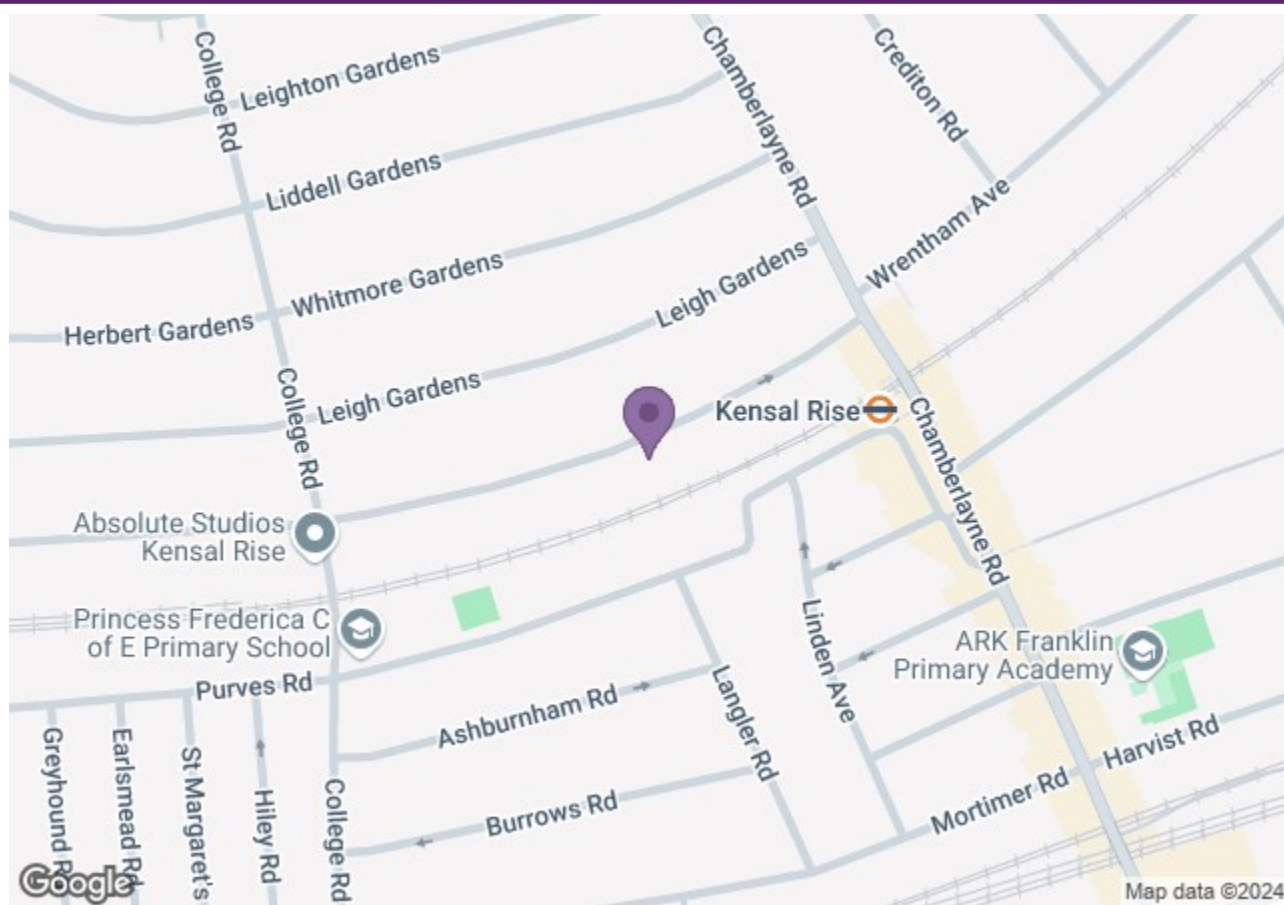 College Rd
Leighton Gardens
Chamberlayne Rd
Crediton Rd
Liddell Gardens
Wrentham Ave
Whitmore Gardens
Leigh Gardens
Herbert Gardens
College Rd
Leigh Gardens
Kensal Rise
Chamberlayne Rd
Absolute Studios
Kensal Rise
Princess Frederica C
of E Primary School
Linden Ave
ARK Franklin
Primary Academy
Purves Rd
Langler Rd
Ashburnham Rd
Harvist Rd
Greyhound Rd
Earlsmead Rd
St Margaret's
Hiley Rd
College Rd
Burrows Rd
Mortimer Rd
Google
Map data ©2024